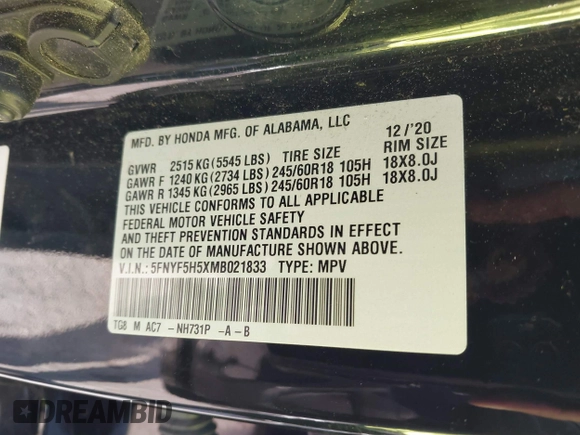 MFD. BY HONDA MFG. OF ALABAMA, LLC 12/'20
GVWR 2515 KG (5545 LBS) TIRE SIZE RIM SIZE
GAWR F 1240 KG (2734 LBS) 245/60R18 105H 18X8.0J
GAWR R 1345 KG (2965 LBS) 245/60R18 105H 18X8.0J
THIS VEHICLE CONFORMS TO ALL APPLICABLE
FEDERAL MOTOR VEHICLE SAFETY
AND THEFT PREVENTION STANDARDS IN EFFECT
ON THE DATE OF MANUFACTURE SHOWN ABOVE.
V.I.N.: 5FNYF5H5XMB021833 TYPE: MPV
TG8 M AC7 -NH731P -A-B
DREAMBID